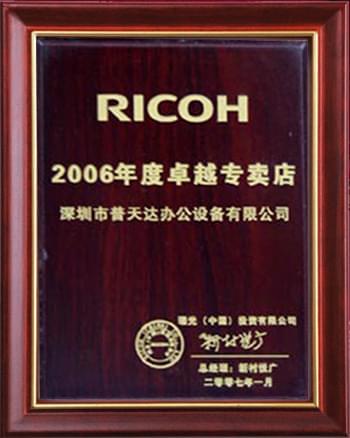 RICOH
2006年度卓越专卖店
深圳市普天达办公设备有限公司
理光（中国）投资有限公司
总经理：新村恒广
二零零七年一月